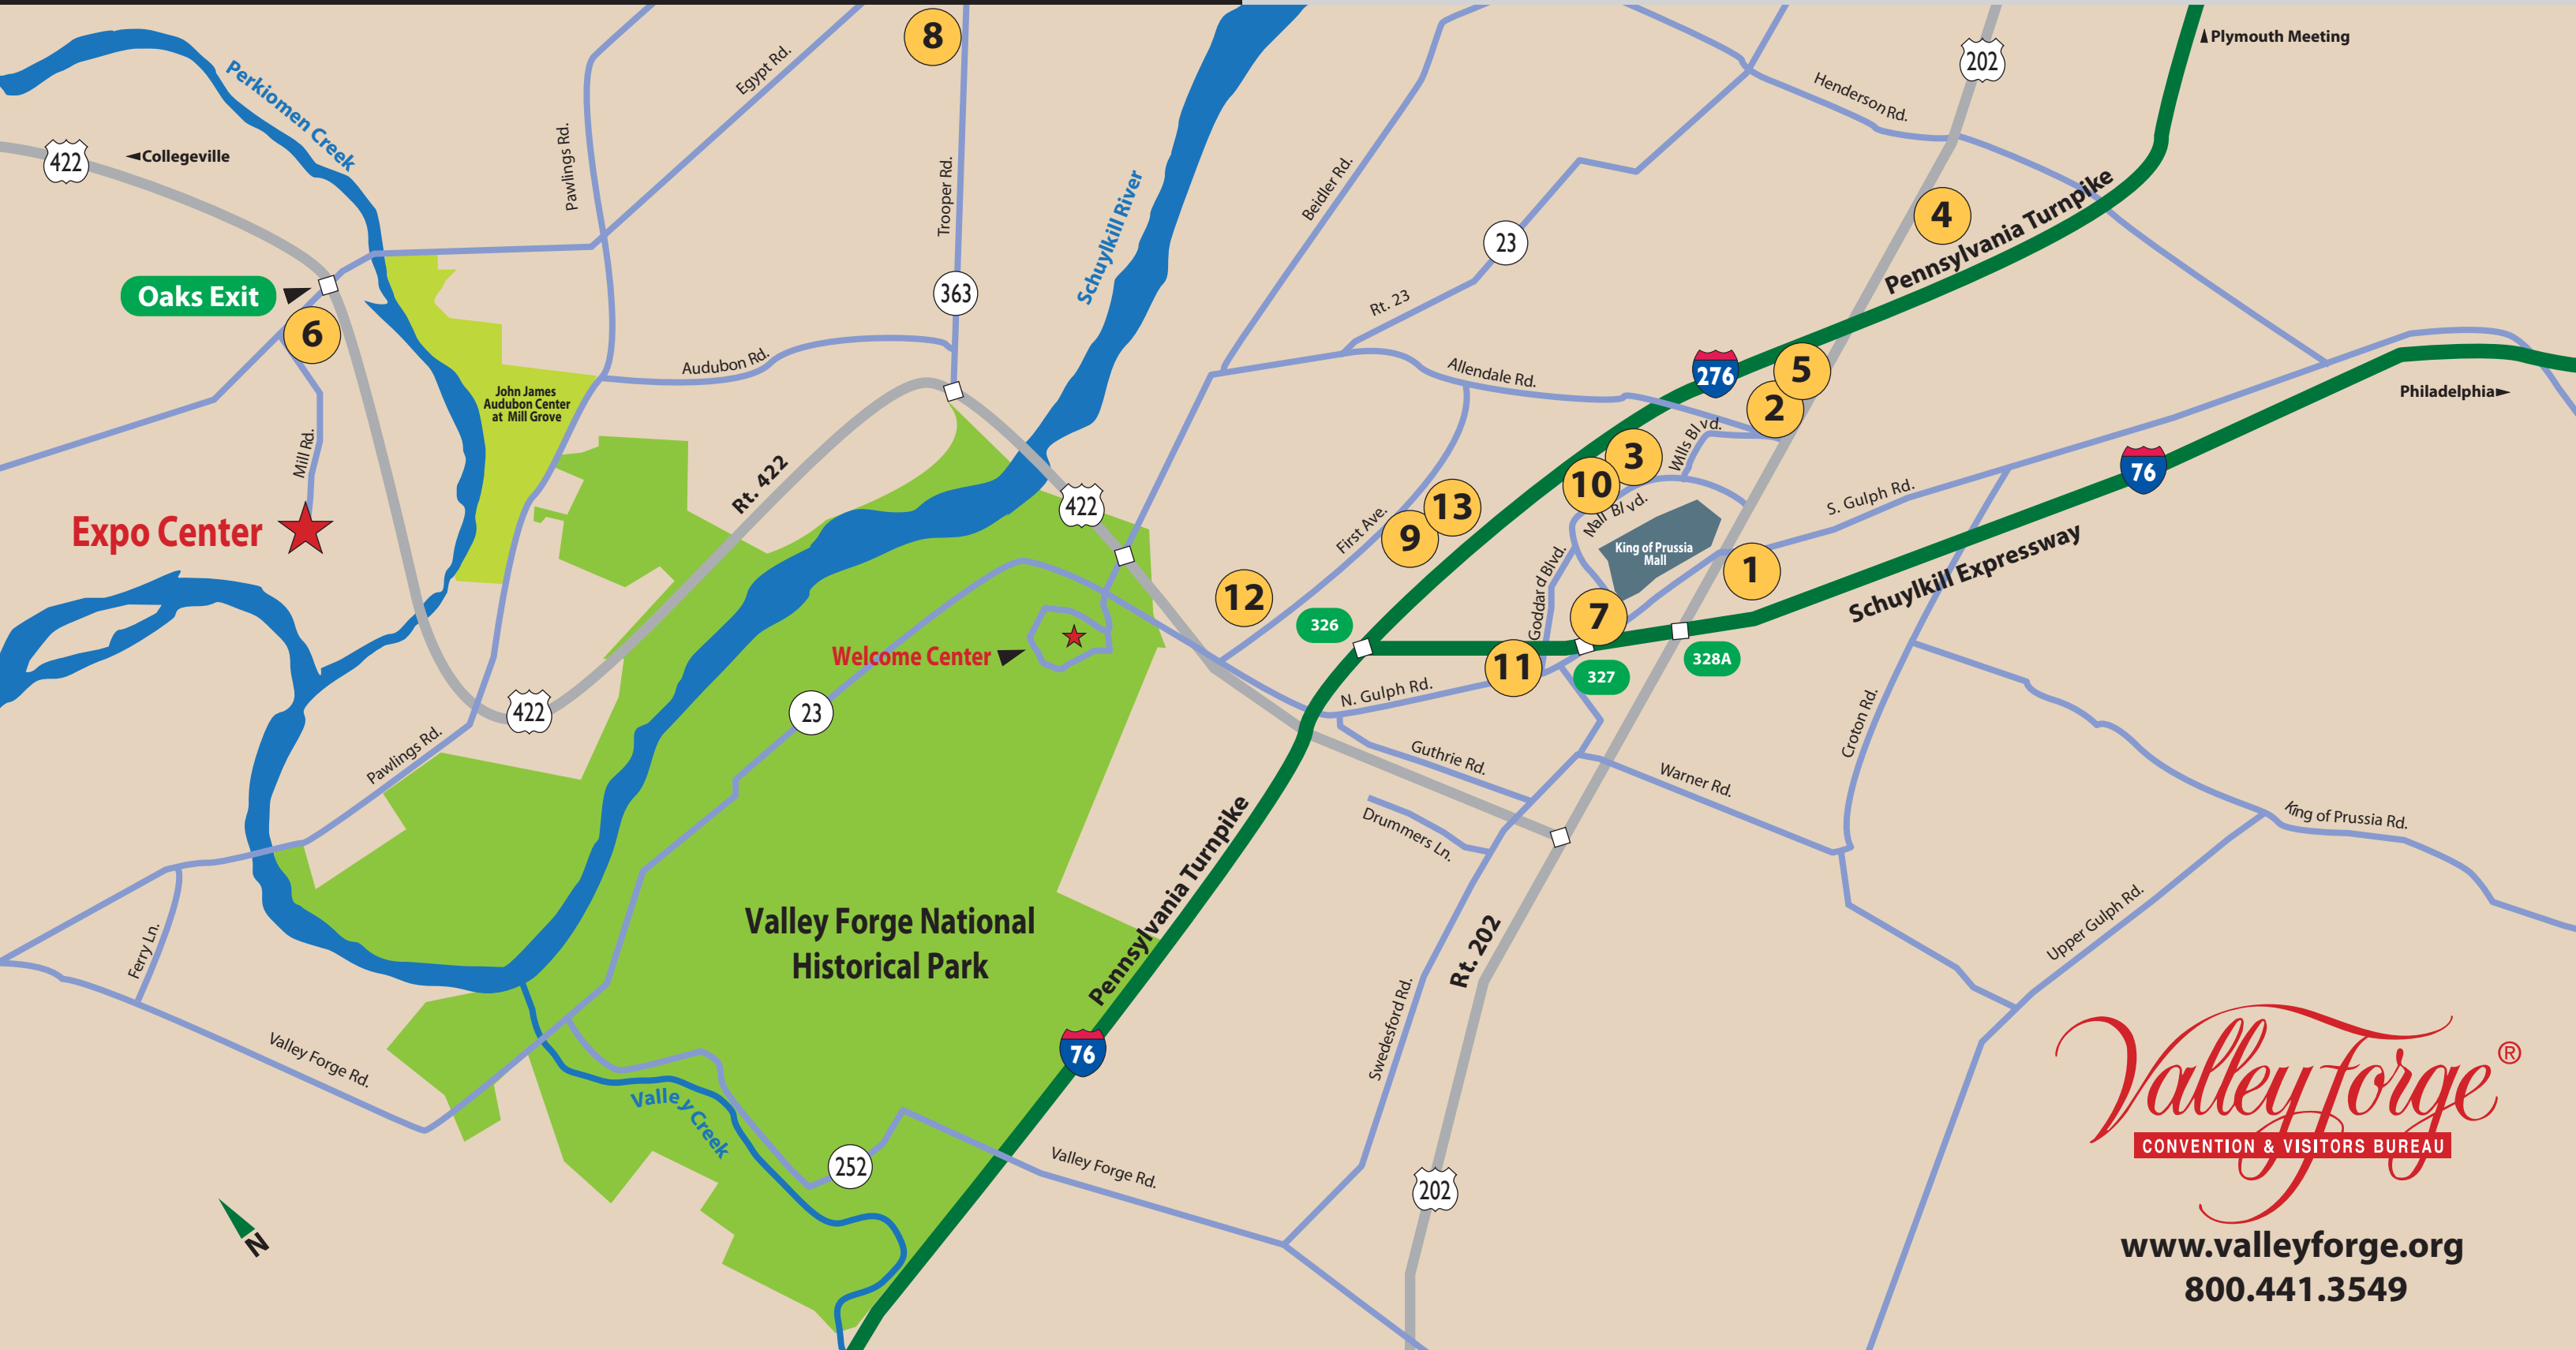 8
202
Plymouth Meeting
Perkiomen Creek
Egypt Rd.
Henderson Rd.
422
Collegeville
Pawlings Rd.
Trooper Rd.
Schuylkill River
Beidler Rd.
4
Pennsylvania Turnpike
23
Oaks Exit
363
Rt. 23
6
Audubon Rd.
Allendale Rd.
276
5
2
Philadelphia
John James
Audubon Center
at Mill Grove
Mill Rd.
Wills Blvd.
3
10
Rt. 422
422
13
9
First Ave.
Mall Blvd.
S. Gulph Rd.
76
Expo Center
King of Prussia
Mall
1
Schuylkill Expressway
12
Goddard Blvd.
7
326
Welcome Center
11
327
328A
N. Gulph Rd.
23
422
Pawlings Rd.
Guthrie Rd.
Warner Rd.
Croton Rd.
Drummers Ln.
King of Prussia Rd.
Pennsylvania Turnpike
Valley Forge National
Historical Park
Ferry Ln.
Rt. 202
Upper Gulph Rd.
Swedesford Rd.
Valley Forge Rd.
76
Valley Creek
252
Valley Forge Rd.
202
N
Valley Forge®
CONVENTION & VISITORS BUREAU
www.valleyforge.org
800.441.3549